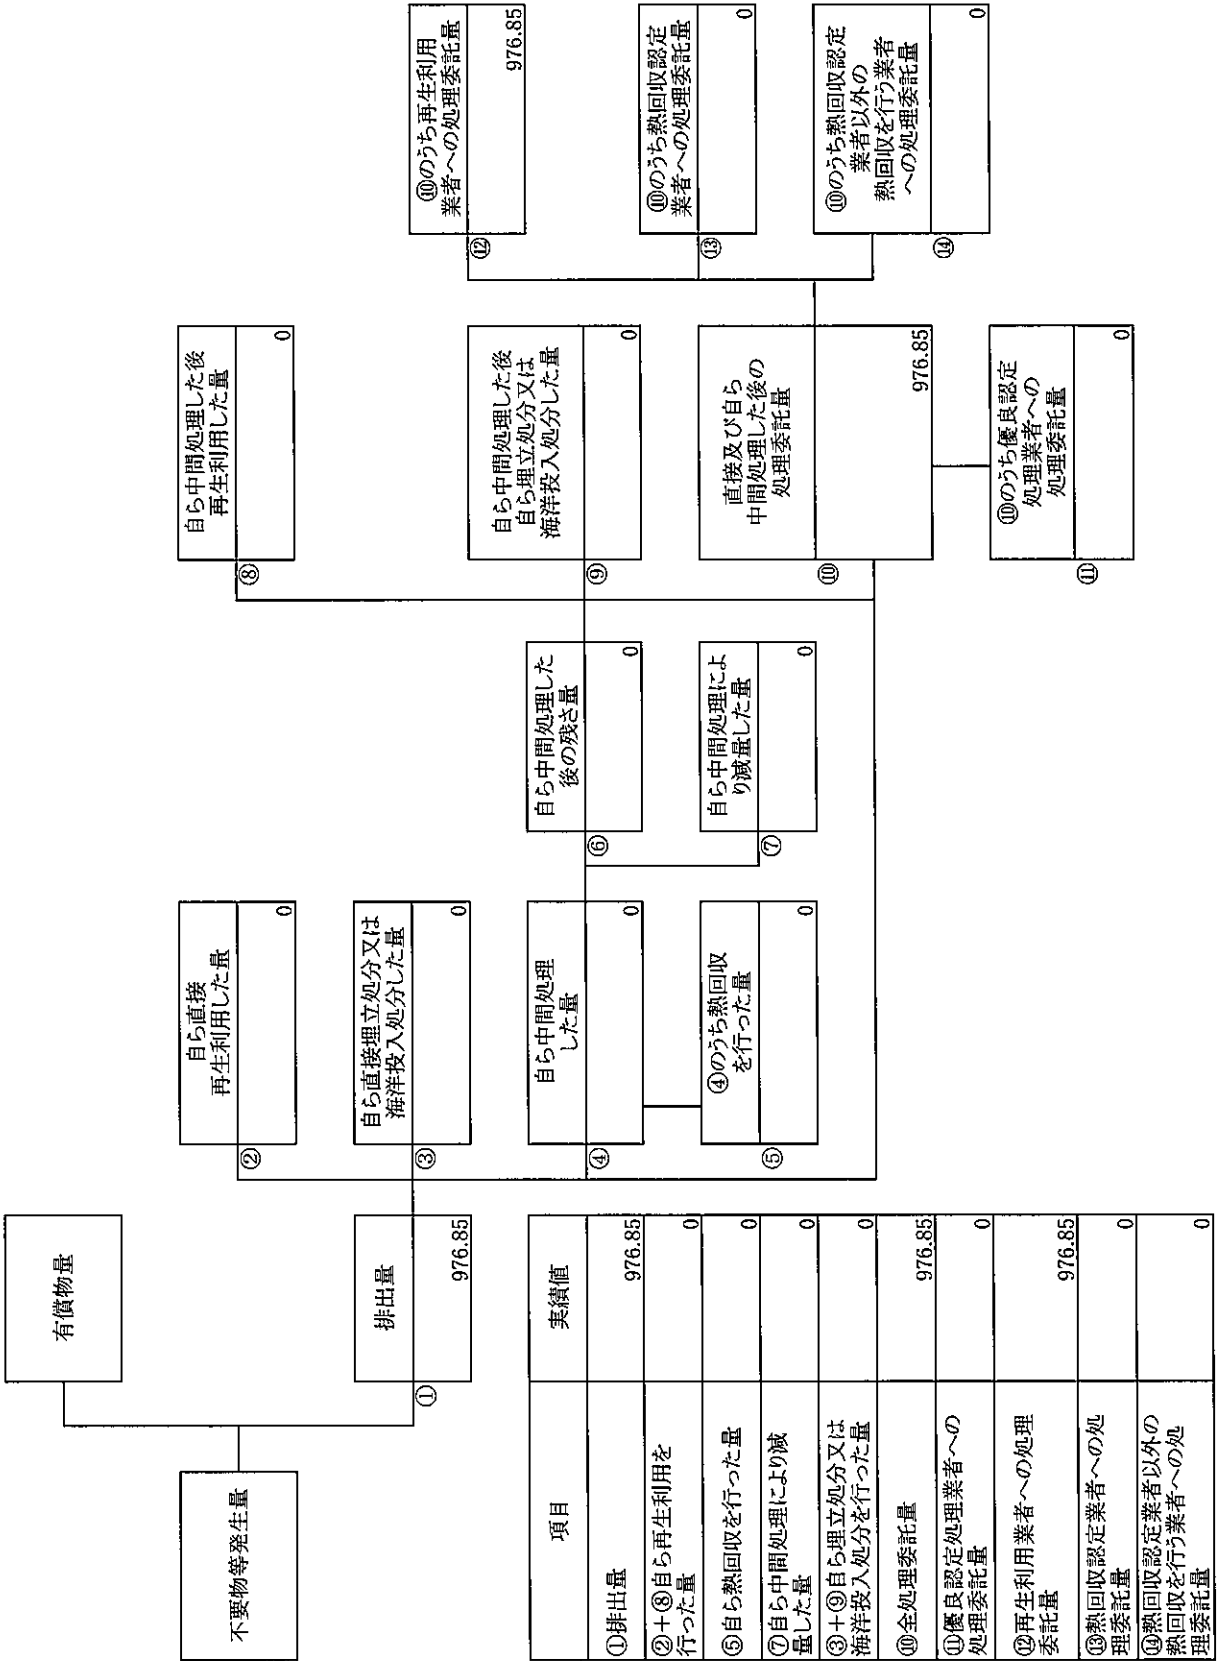 不要物等発生量
有償物量
排出量
①
976.85
②
自ら直接
再生利用した量
0
③
自ら直接埋立処分又は
海洋投入処分した量
0
④
自ら中間処理
した量
0
⑤
④のうち熱回収
を行った量
0
⑥
自ら中間処理した
後の残さ量
0
⑦
自ら中間処理によ
り減量した量
0
⑧
自ら中間処理した後
再生利用した量
0
⑨
自ら中間処理した後
自ら埋立処分又は
海洋投入処分した量
0
⑩
直接及び自ら
中間処理した後の
処理委託量
976.85
⑪
⑩のうち優良認定
処理業者への
処理委託量
0
⑫
⑩のうち再生利用
業者への処理委託量
976.85
⑬
⑩のうち熱回収認定
業者への処理委託量
0
⑭
⑩のうち熱回収認定
業者以外の
熱回収を行う業者
への処理委託量
0
項目 実績値
①排出量 976.85
②+⑧自ら再生利用を
行った量 0
⑤自ら熱回収を行った量 0
⑦自ら中間処理により減
量した量 0
③+⑨自ら埋立処分又は
海洋投入処分を行った量 0
⑩全処理委託量 976.85
⑪優良認定処理業者への
処理委託量 0
⑫再生利用業者への処理
委託量 976.85
⑬熱回収認定業者への処
理委託量 0
⑭熱回収認定業者以外の
熱回収を行う業者への処
理委託量 0